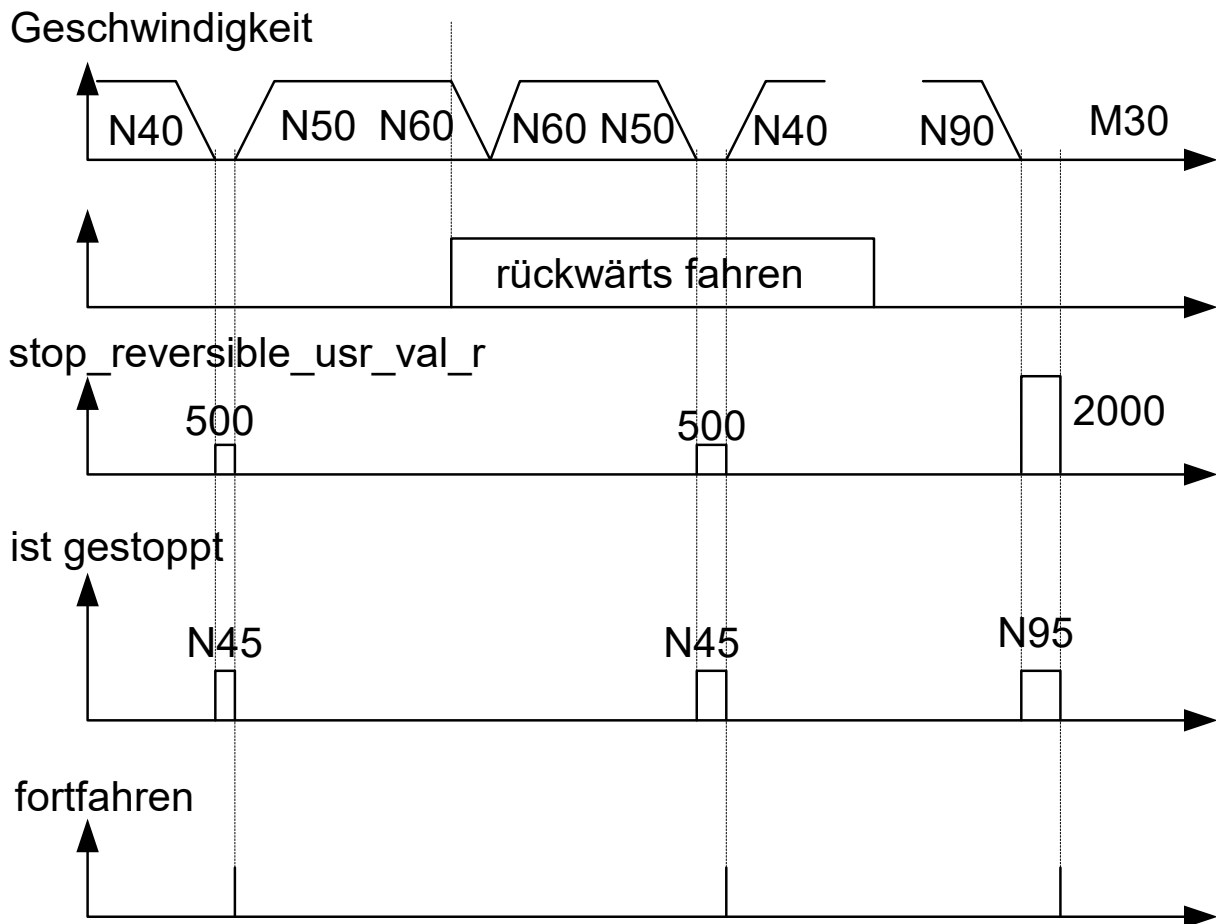 Geschwindigkeit
N40 N50 N60 N60 N50 N40 N90 M30
rückwärts fahren
stop_reversible_usr_val_r
500 500 2000
ist gestoppt
N45 N45 N95
fortfahren